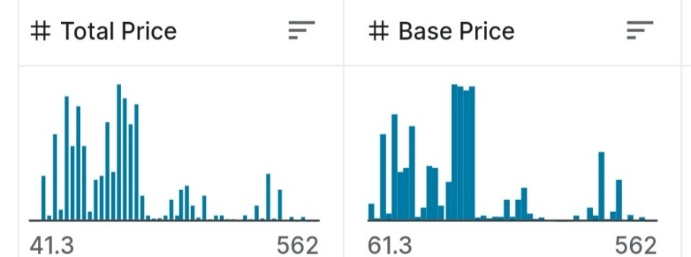 # Total Price
# Base Price
41.3 562
61.3 562